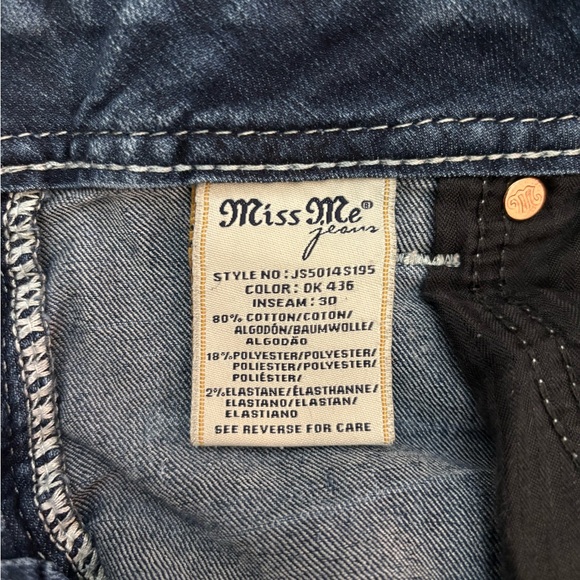 Miss Me®
jeans
STYLE NO: JS5014S195
COLOR: DK 436
INSEAM: 30
80% COTTON/COTON/
ALGODÓN/BAUMWOLLE/
ALGODÃO
18%POLYESTER/POLYESTER/
POLIESTER/POLYESTER/
POLIÉSTER/
2%ELASTANE/ÉLASTHANNE/
ELASTANO/ELASTAN/
ELASTIANO
SEE REVERSE FOR CARE
M